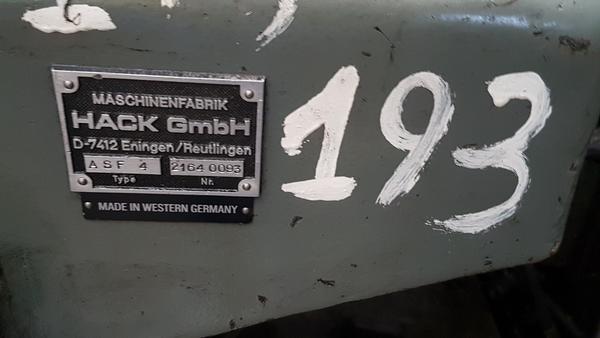 MASCHINENFABRIK
HACK GmbH
D-7412 Eningen/Reutlingen
ASF 4 2164 0093
Type Nr.
MADE IN WESTERN GERMANY
193